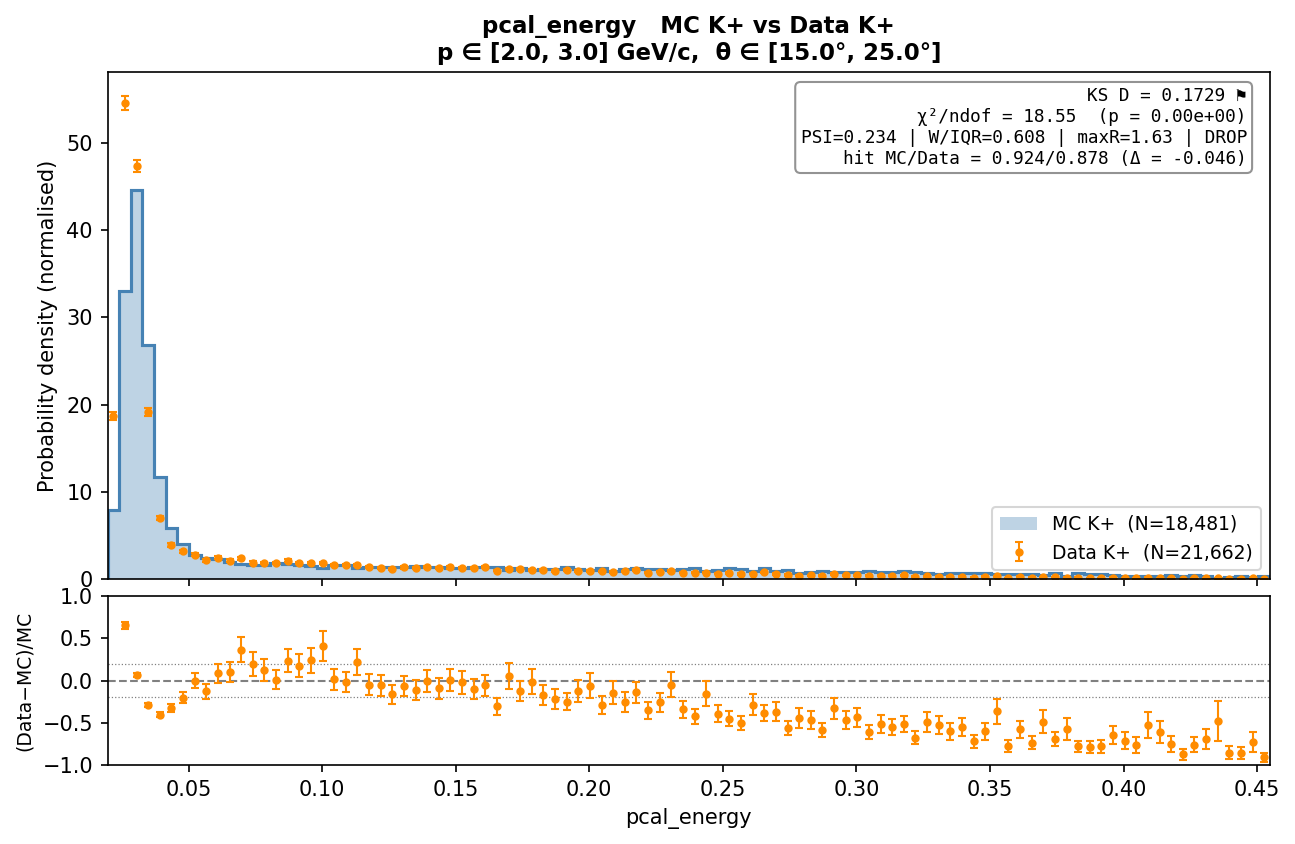 pcal_energy   MC K+ vs Data K+
p ∈ [2.0, 3.0] GeV/c,  θ ∈ [15.0°, 25.0°]
KS D = 0.1729 ⚑
χ²/ndof = 18.55  (p = 0.00e+00)
PSI=0.234 | W/IQR=0.608 | maxR=1.63 | DROP
hit MC/Data = 0.924/0.878 (Δ = -0.046)
Probability density (normalised)
50
40
30
20
10
0
MC K+  (N=18,481)
Data K+  (N=21,662)
(Data−MC)/MC
1.0
0.5
0.0
−0.5
−1.0
0.05 0.10 0.15 0.20 0.25 0.30 0.35 0.40 0.45
pcal_energy